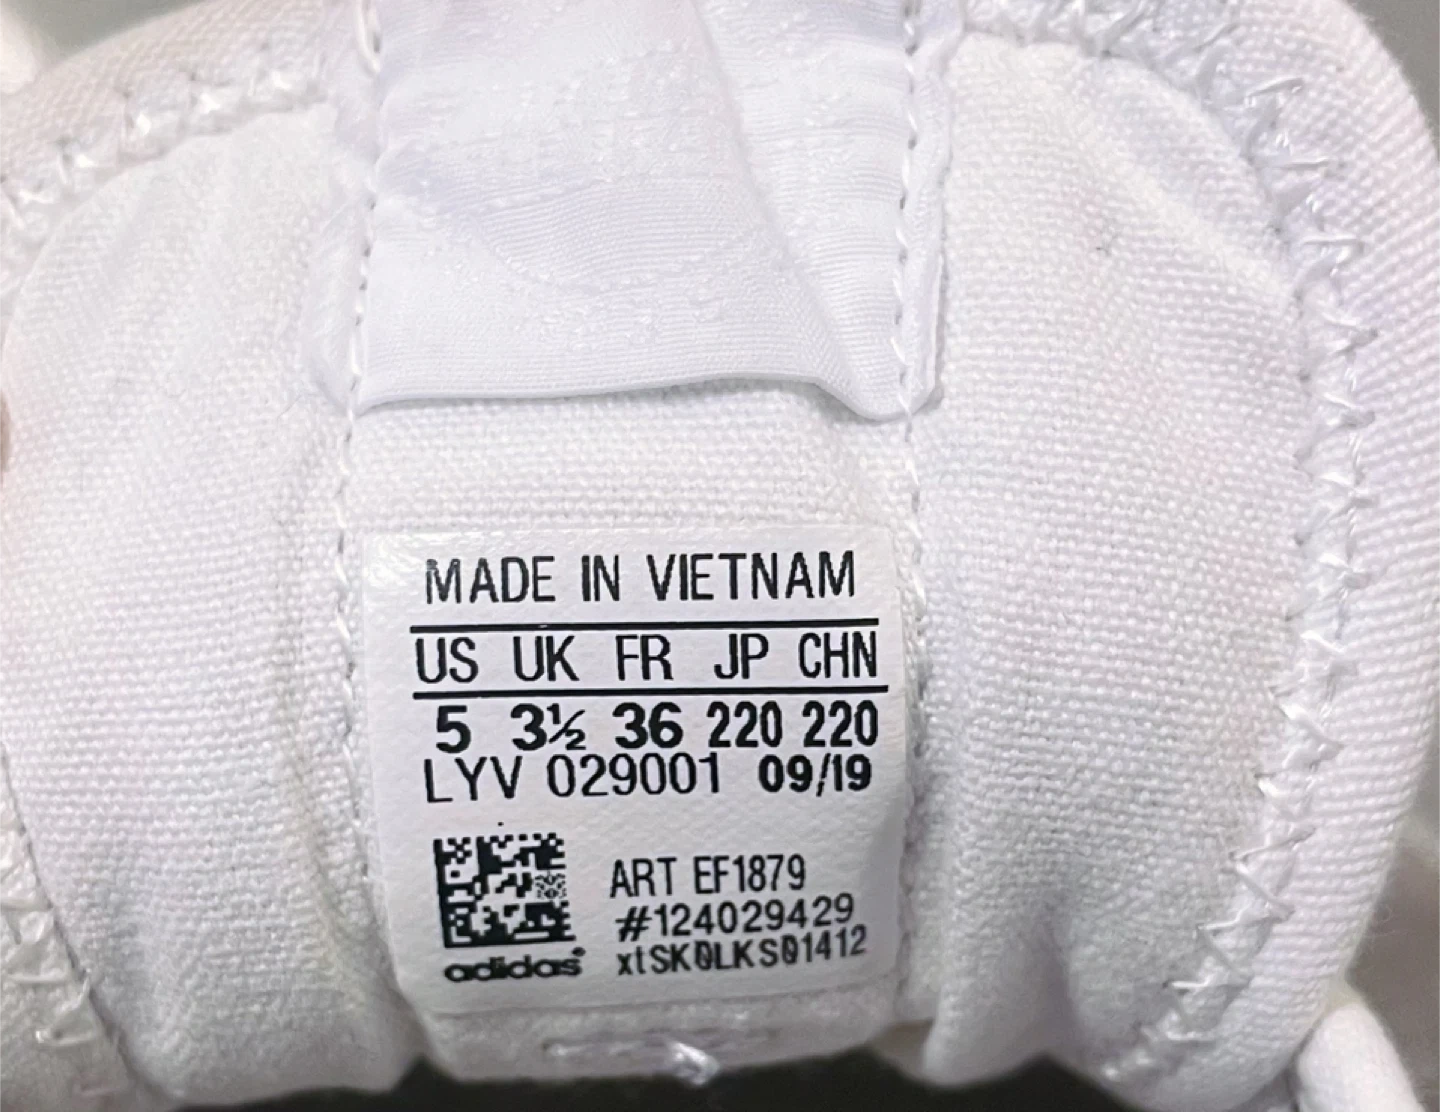 MADE IN VIETNAM
US UK FR JP CHN
5 3½ 36 220 220
LYV 029001 09/19
ART EF1879
#124029429
xtSK0LKS01412
adidas